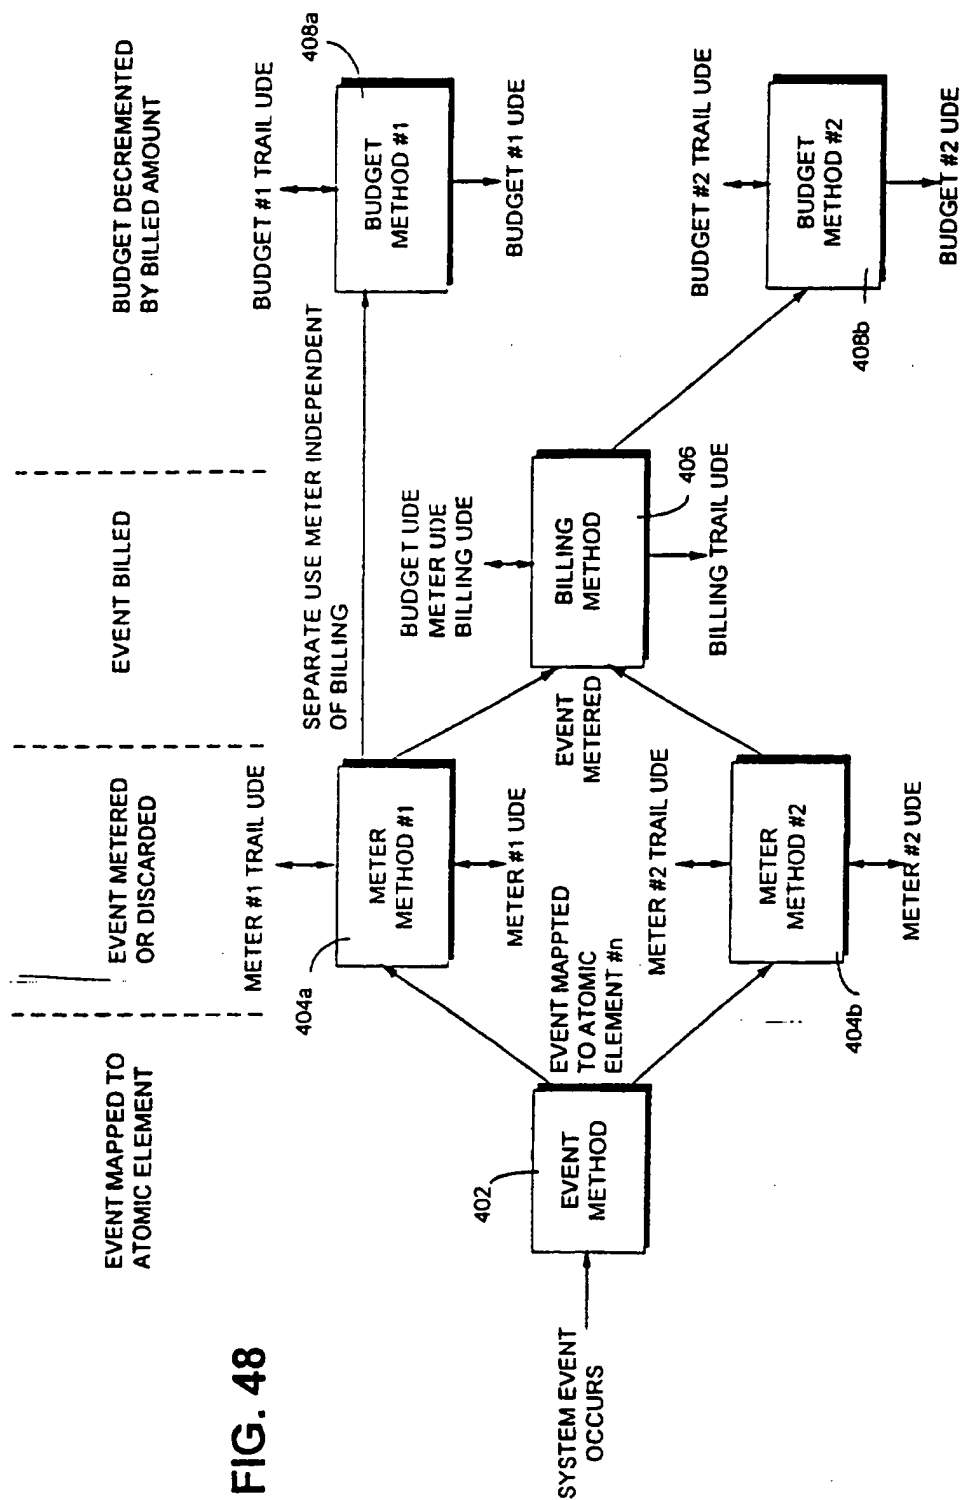 FIG. 48
EVENT MAPPED TO
ATOMIC ELEMENT
EVENT METERED
OR DISCARDED
EVENT BILLED
BUDGET DECREMENTED
BY BILLED AMOUNT
SYSTEM EVENT
OCCURS
402
EVENT
METHOD
EVENT MAPPTED
TO ATOMIC
ELEMENT #n
METER #1 TRAIL UDE
404a
METER
METHOD #1
METER #1 UDE
METER #2 TRAIL UDE
METER
METHOD #2
404b
METER #2 UDE
SEPARATE USE METER INDEPENDENT
OF BILLING
EVENT
METERED
BUDGET UDE
METER UDE
BILLING UDE
BILLING
METHOD
406
BILLING TRAIL UDE
BUDGET #1 TRAIL UDE
408a
BUDGET
METHOD #1
BUDGET #1 UDE
BUDGET #2 TRAIL UDE
BUDGET
METHOD #2
408b
BUDGET #2 UDE